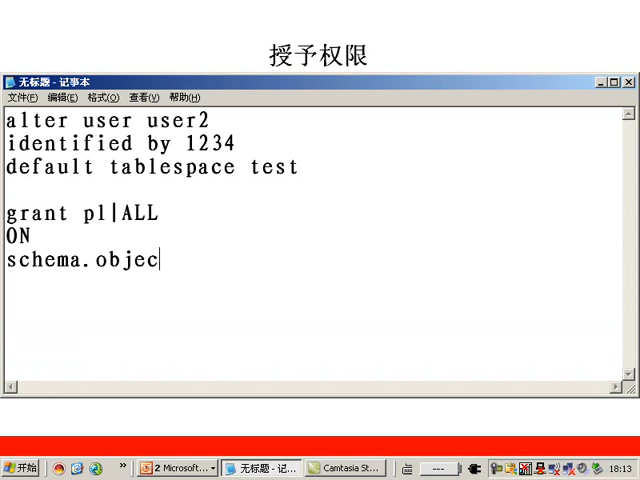 授予权限
无标题 - 记事本
文件(F) 编辑(E) 格式(O) 查看(V) 帮助(H)
alter user user2
identified by 1234
default tablespace test
grant p1|ALL
ON
schema.objec
开始 » 2 Microsoft... 无标题 - 记... Camtasia St... --- « 18:13